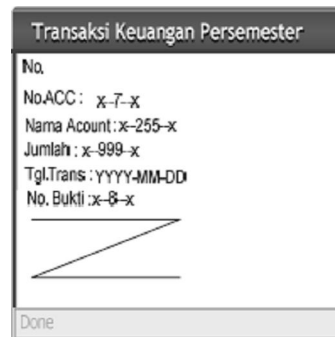 Transaksi Keuangan Persemester
No.
No.ACC : x--7--x
Nama Acount : x--255--x
Jumlah : x--999--x
Tgl.Trans : YYYY-MM-DD
No. Bukti :x--8--x
Done